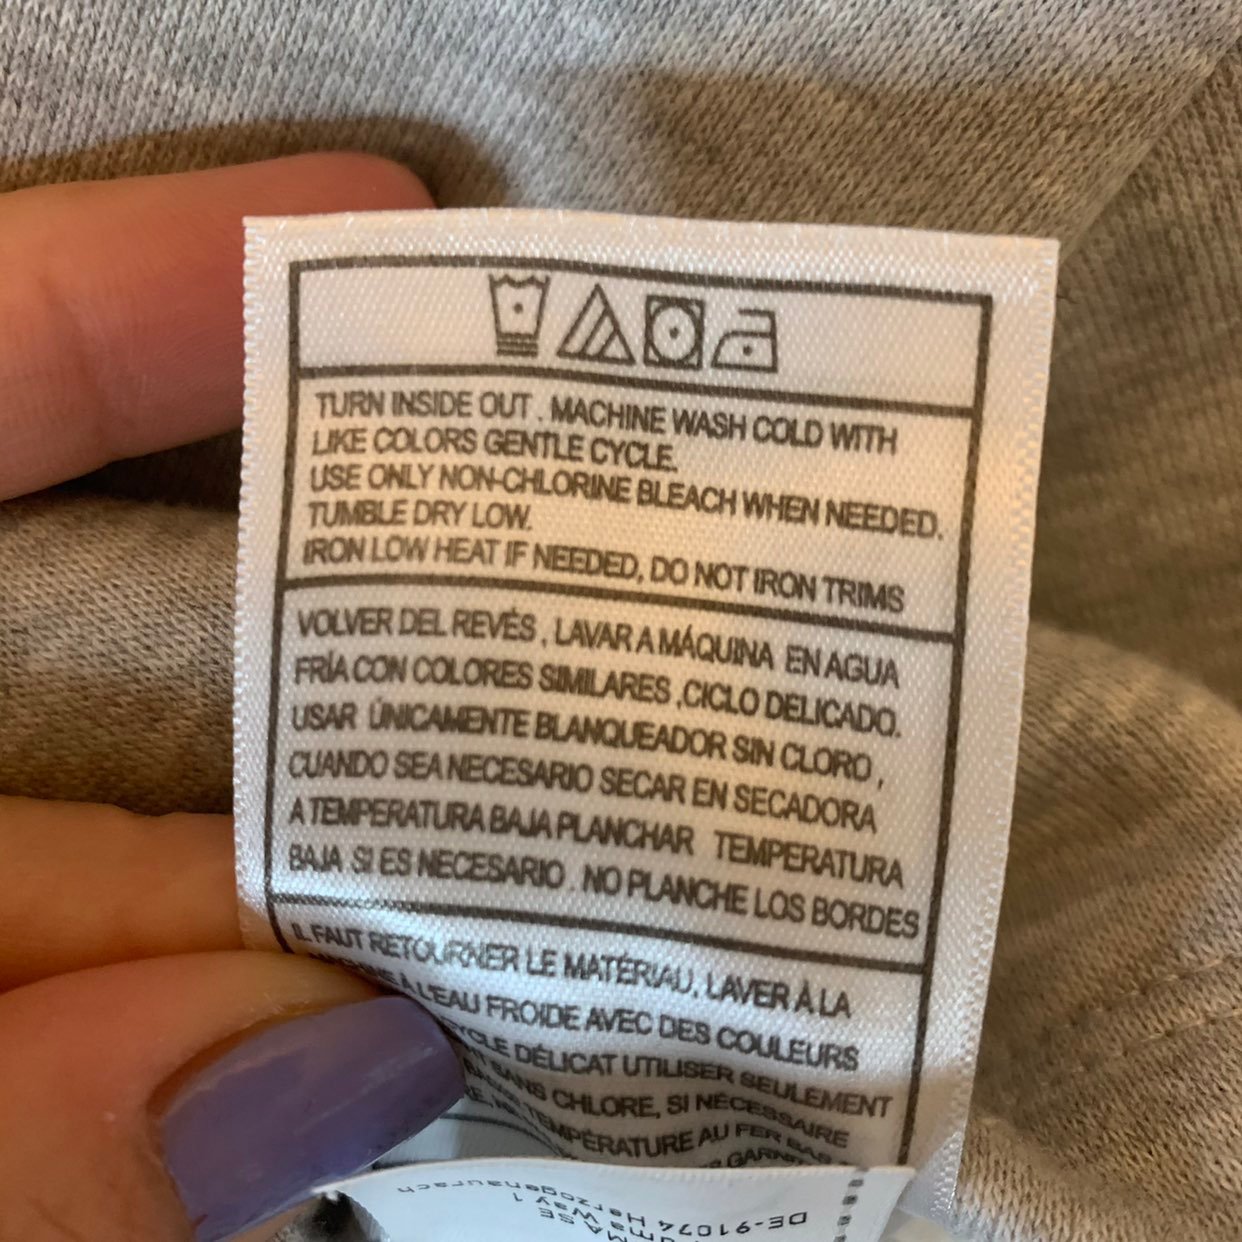 TURN INSIDE OUT . MACHINE WASH COLD WITH
LIKE COLORS GENTLE CYCLE.
USE ONLY NON-CHLORINE BLEACH WHEN NEEDED.
TUMBLE DRY LOW.
IRON LOW HEAT IF NEEDED, DO NOT IRON TRIMS
VOLVER DEL REVÉS , LAVAR A MÁQUINA EN AGUA
FRÍA CON COLORES SIMILARES ,CICLO DELICADO.
USAR ÚNICAMENTE BLANQUEADOR SIN CLORO ,
CUANDO SEA NECESARIO SECAR EN SECADORA
A TEMPERATURA BAJA PLANCHAR TEMPERATURA
BAJA SI ES NECESARIO . NO PLANCHE LOS BORDES
IL FAUT RETOURNER LE MATÉRIAU, LAVER À LA
À L'EAU FROIDE AVEC DES COULEURS
DÉLICAT UTILISER SEULEMENT
SANS CHLORE, SI NÉCESSAIRE
TEMPÉRATURE AU FER
Way 1
DE-91074 Herzogenaurach